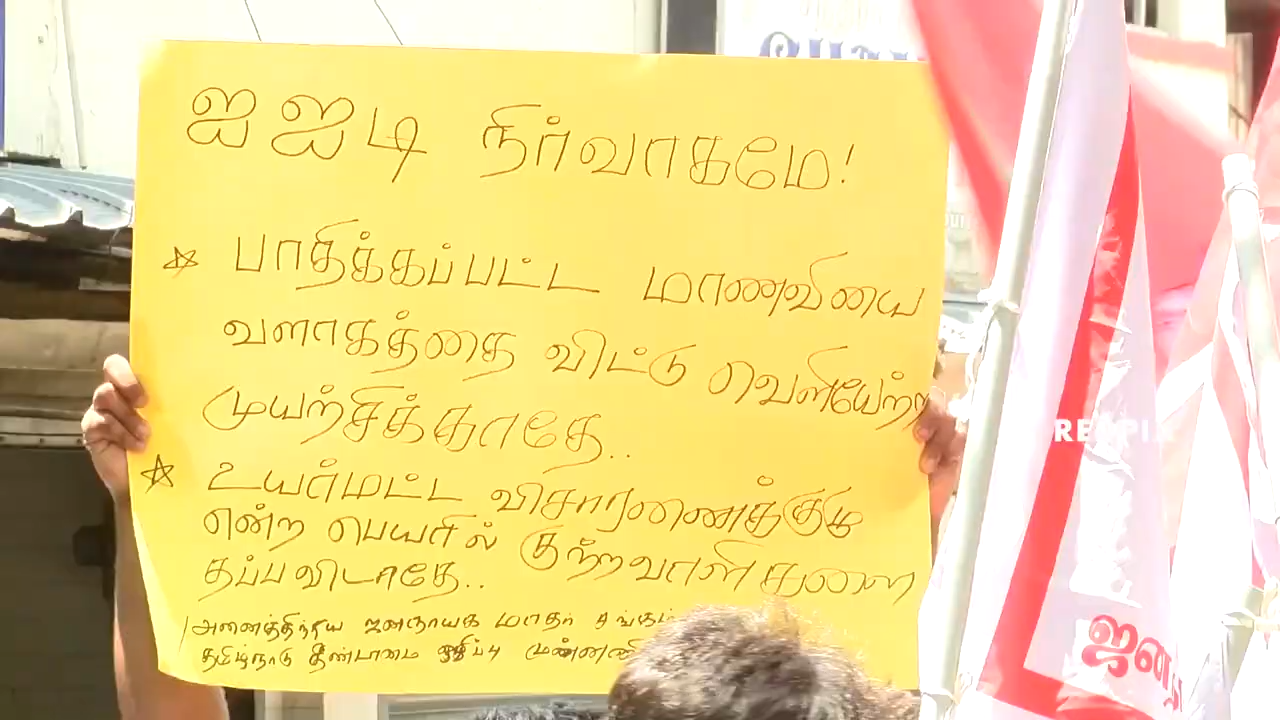 ஐஐடி நிர்வாகமே!
☆ பாதிக்கப்பட்ட மாணவியை
வளாகத்தை விட்டு வெளியேற்ற
முயற்சிக்காதே..
☆ உயர்மட்ட விசாரணைக்குழு
என்ற பெயரில் குற்றவாளிகளை
தப்பவிடாதே..
அனைத்திந்திய ஜனநாயக மாதர் சங்கம்
தமிழ்நாடு தீண்டாமை ஒழிப்பு முன்னணி
REDPIX